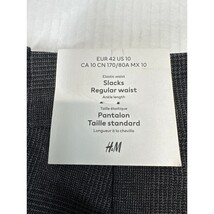 EUR 42 US 10
CA 10 CN 170/80A MX 10
Elastic waist
Slacks
Regular waist
Ankle length
Taille élastique
Pantalon
Taille standard
Longueur à la cheville
H&M